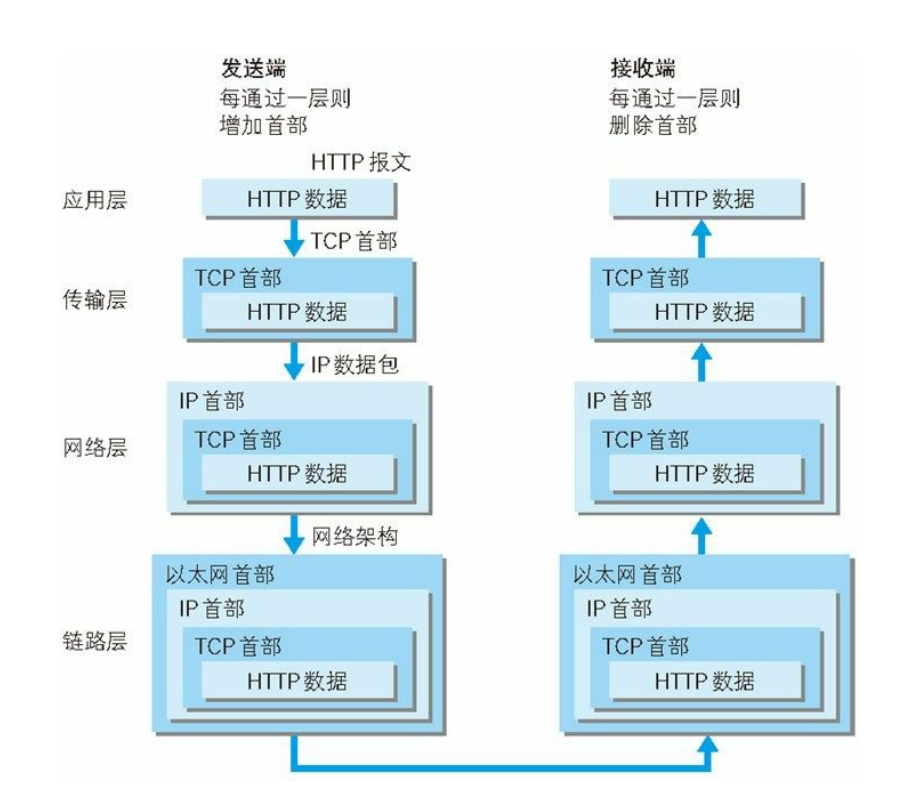 发送端
每通过一层则
增加首部
接收端
每通过一层则
删除首部
HTTP 报文
应用层
HTTP 数据
HTTP 数据
TCP 首部
传输层
TCP 首部
HTTP 数据
TCP 首部
HTTP 数据
IP 数据包
网络层
IP 首部
TCP 首部
HTTP 数据
IP 首部
TCP 首部
HTTP 数据
网络架构
链路层
以太网首部
IP 首部
TCP 首部
HTTP 数据
以太网首部
IP 首部
TCP 首部
HTTP 数据